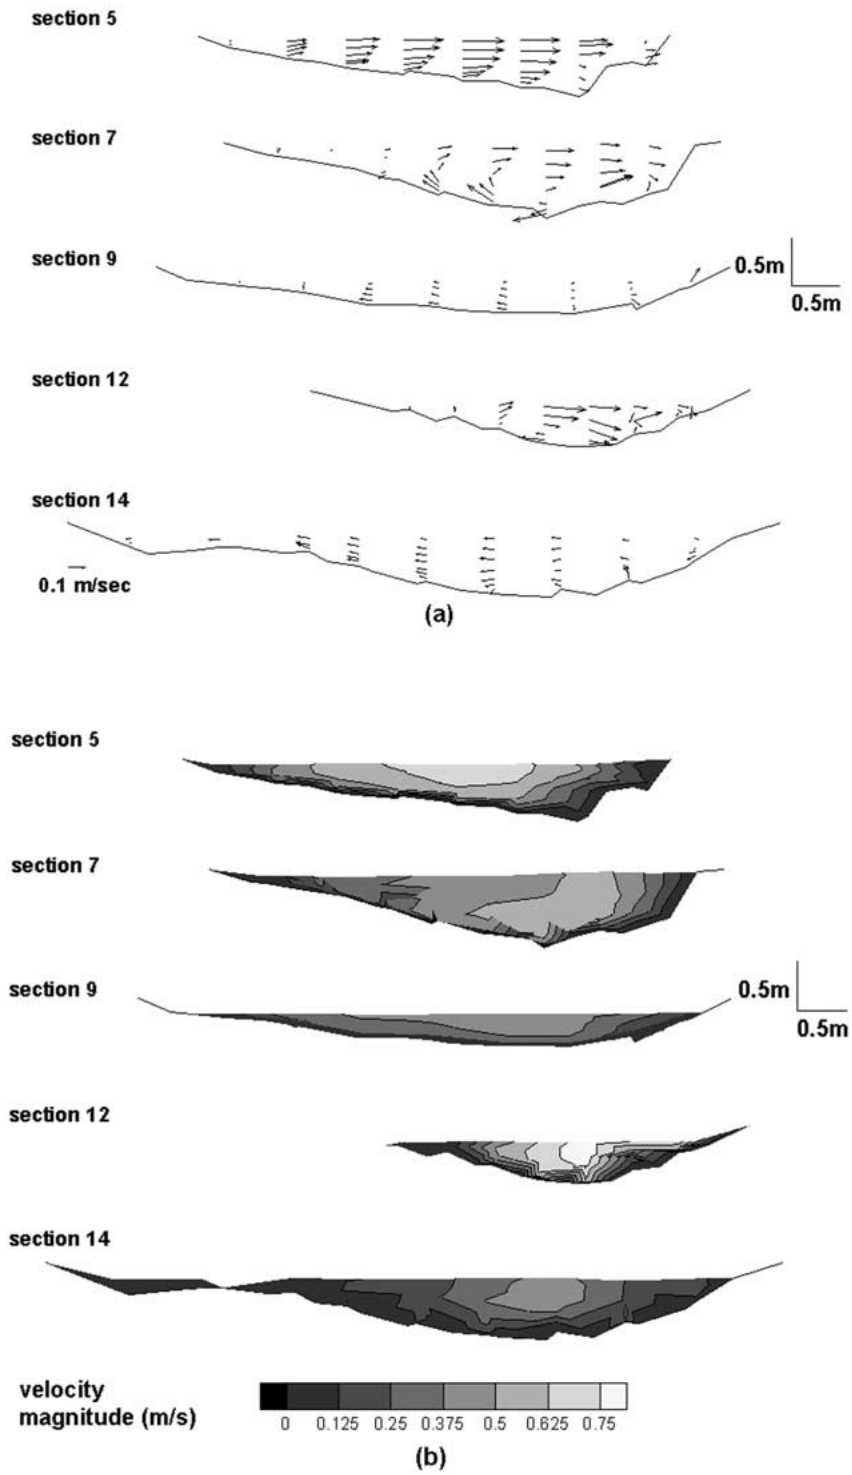 section 5
section 7
section 9
0.5m
0.5m
section 12
section 14
0.1 m/sec
(a)
section 5
section 7
section 9
0.5m
0.5m
section 12
section 14
velocity
magnitude (m/s)
0 0.125 0.25 0.375 0.5 0.625 0.75
(b)